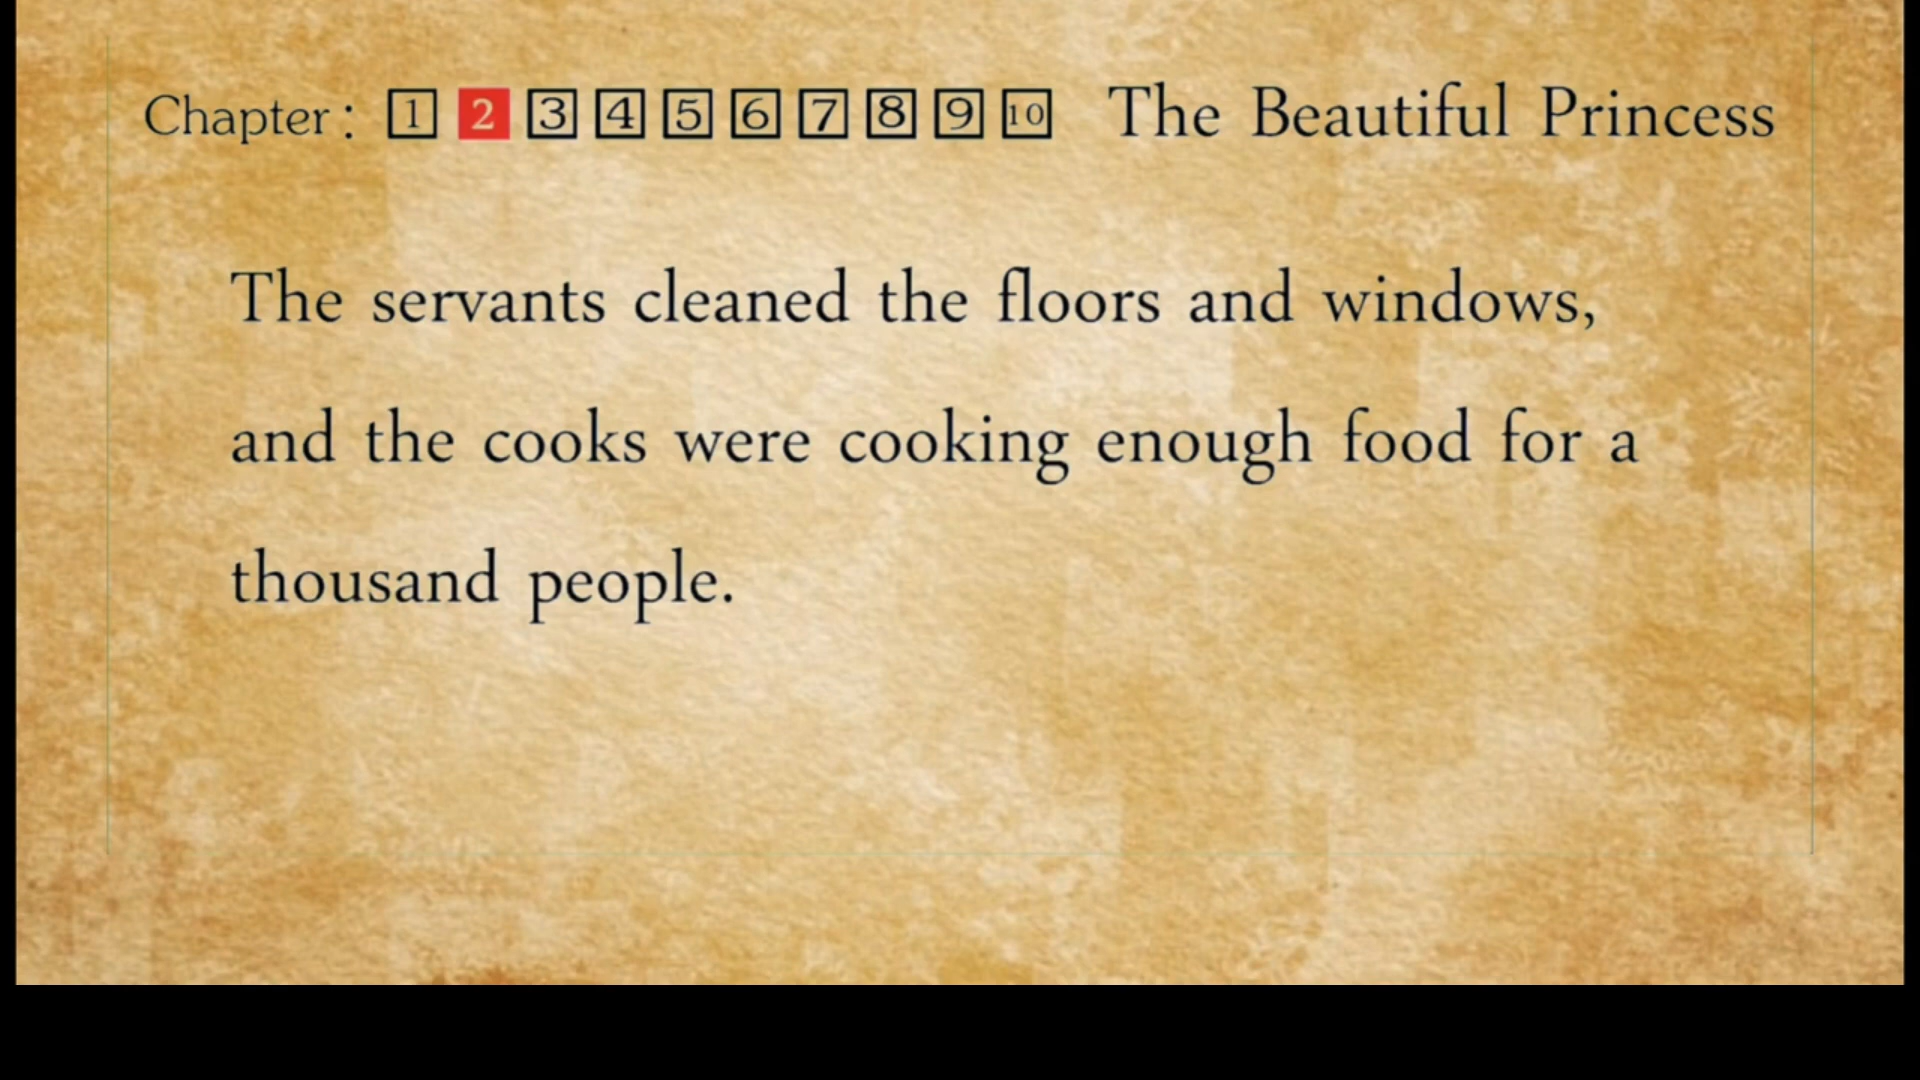 Chapter : 1 2 3 4 5 6 7 8 9 10 The Beautiful Princess
The servants cleaned the floors and windows,
and the cooks were cooking enough food for a
thousand people.